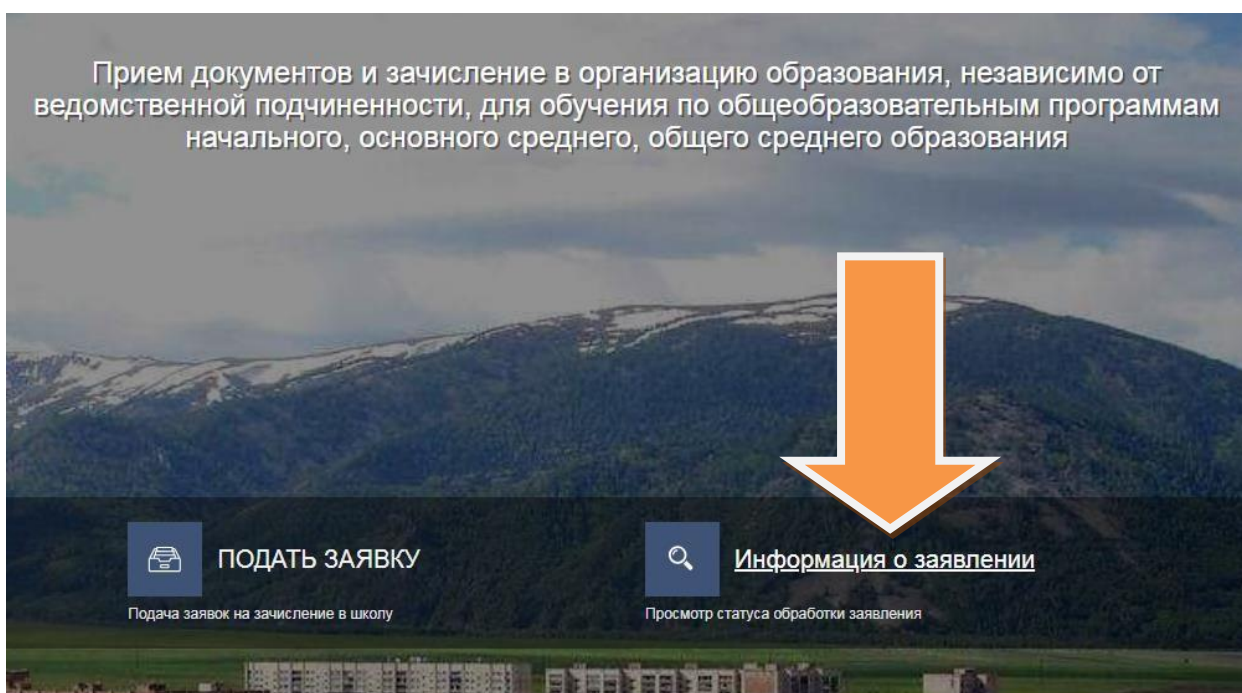 Прием документов и зачисление в организацию образования, независимо от
ведомственной подчиненности, для обучения по общеобразовательным программам
начального, основного среднего, общего среднего образования
ПОДАТЬ ЗАЯВКУ
Подача заявок на зачисление в школу
Информация о заявлении
Просмотр статуса обработки заявления